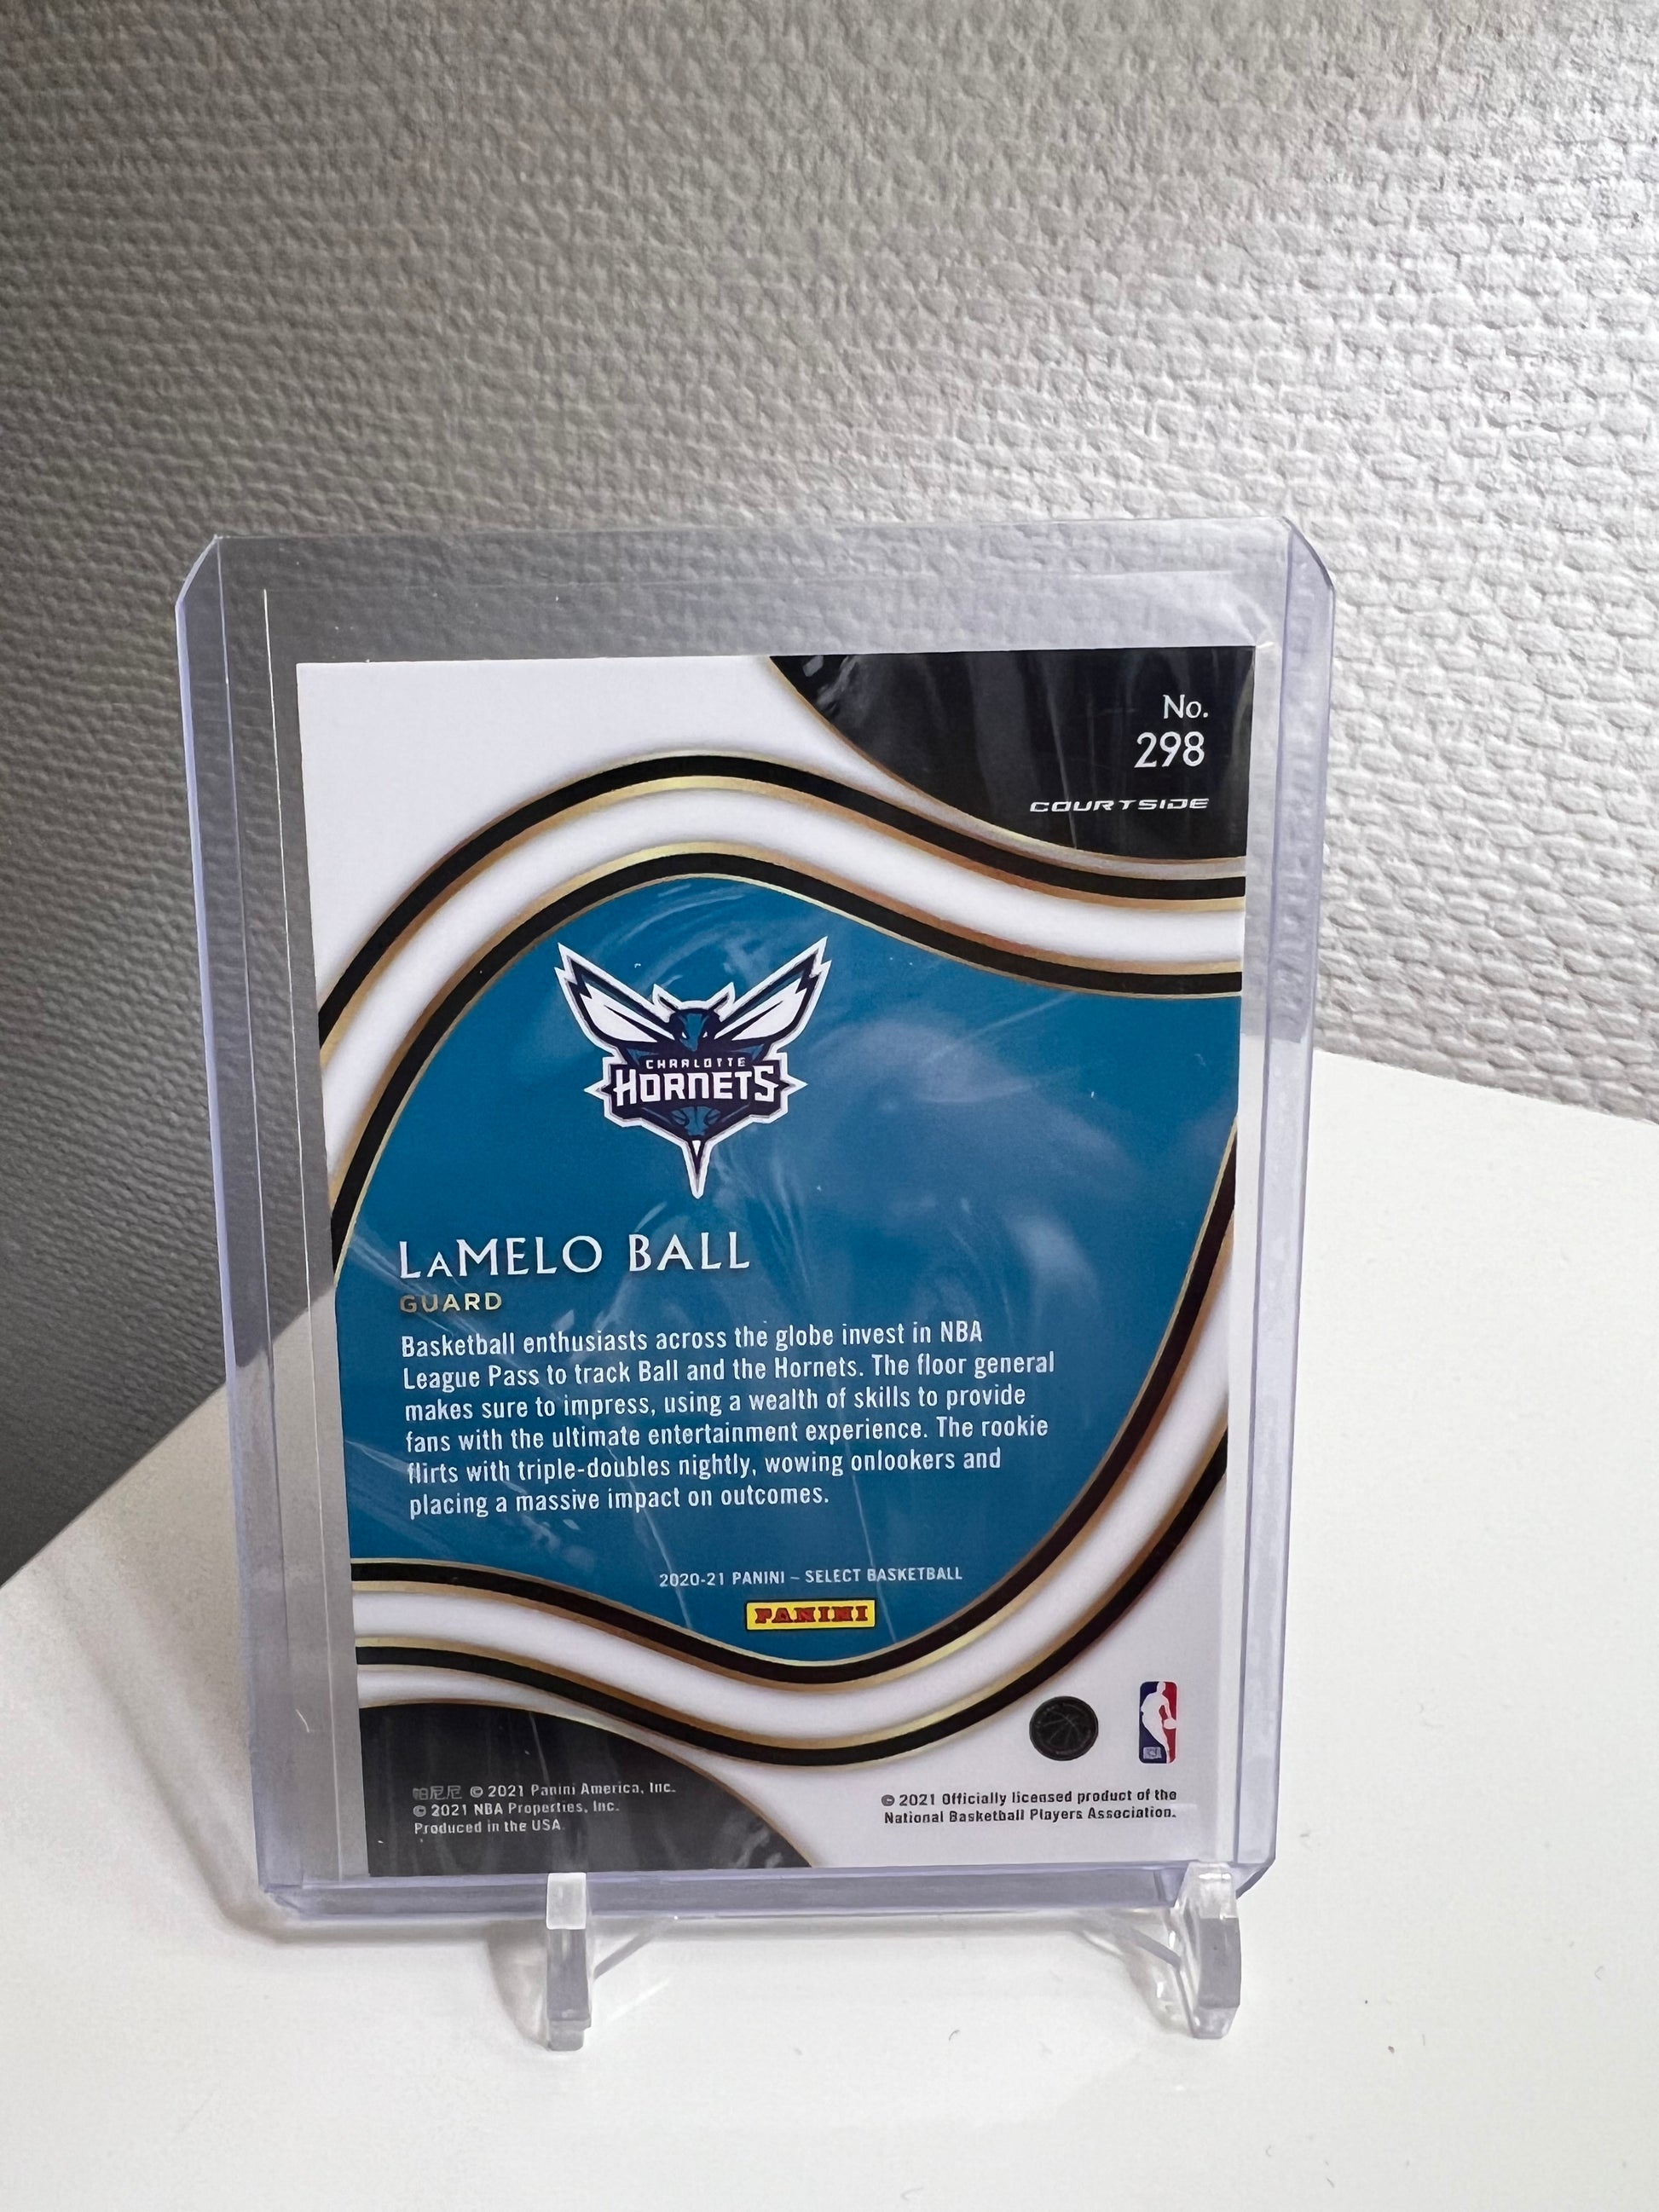 No.
298
COURTSIDE
CHARLOTTE
HORNETS
LaMELO BALL
GUARD
Basketball enthusiasts across the globe invest in NBA
League Pass to track Ball and the Hornets. The floor general
makes sure to impress, using a wealth of skills to provide
fans with the ultimate entertainment experience. The rookie
flirts with triple-doubles nightly, wowing onlookers and
placing a massive impact on outcomes.
2020-21 PANINI – SELECT BASKETBALL
PANINI
帕尼尼 © 2021 Panini America, Inc.
© 2021 NBA Properties, Inc.
Produced in the USA.
© 2021 Officially licensed product of the
National Basketball Players Association.